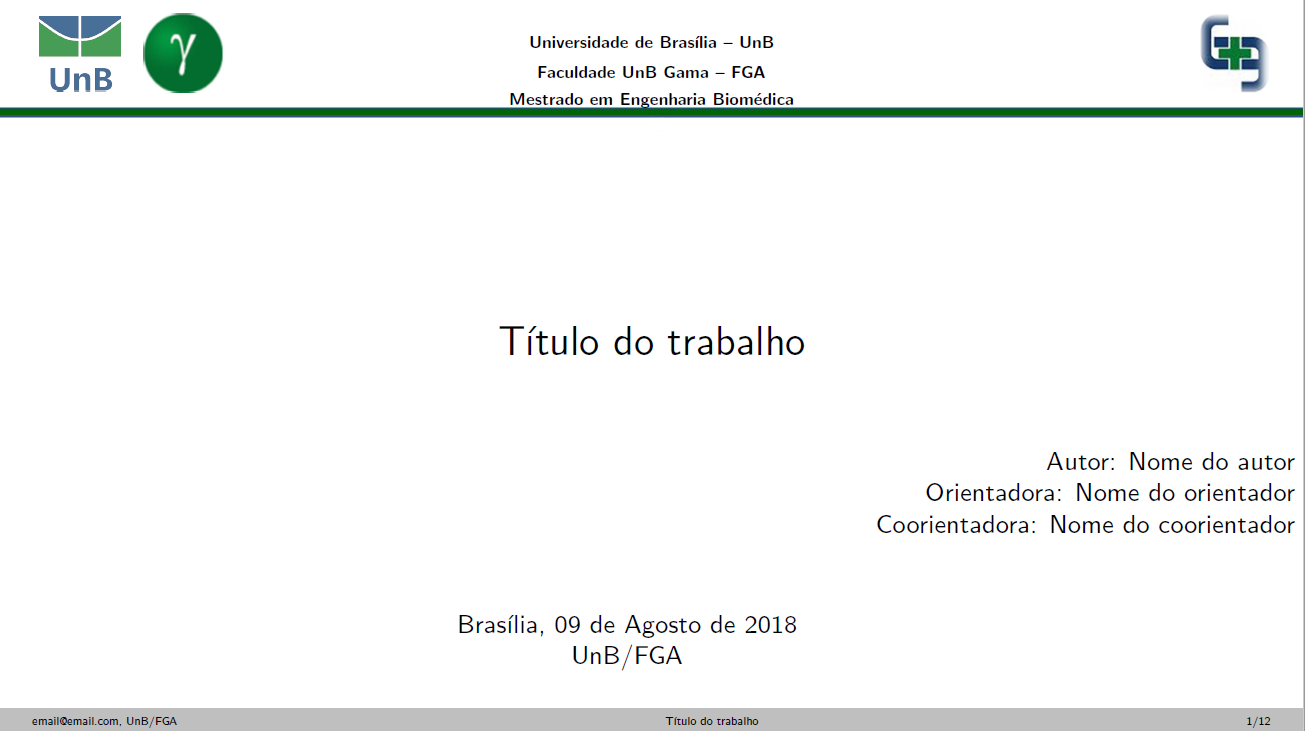 UnB
γ
Universidade de Brasília – UnB
Faculdade UnB Gama – FGA
Mestrado em Engenharia Biomédica
Título do trabalho
Autor: Nome do autor
Orientadora: Nome do orientador
Coorientadora: Nome do coorientador
Brasília, 09 de Agosto de 2018
UnB/FGA
email@email.com, UnB/FGA
Título do trabalho
1/12